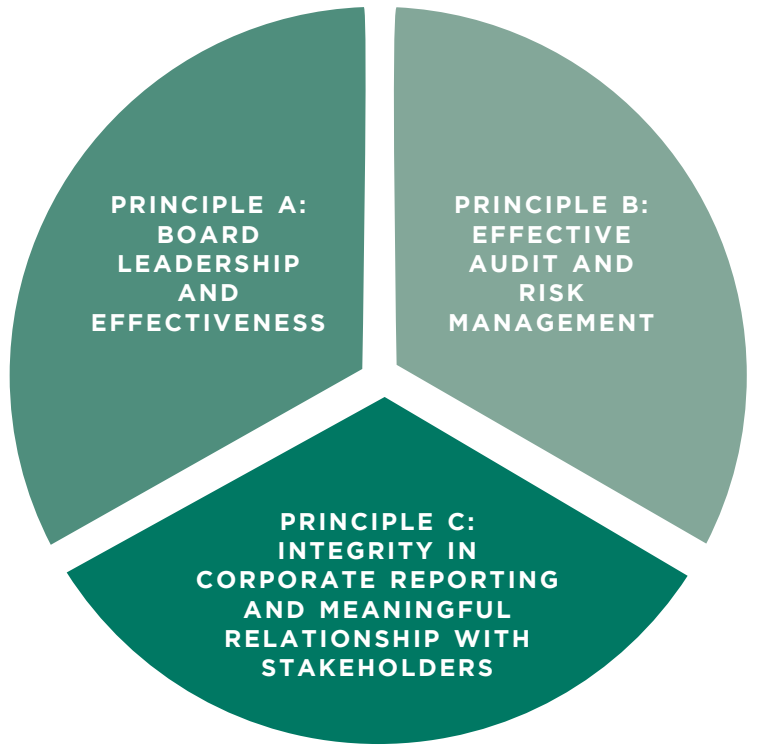 PRINCIPLE A:
BOARD
LEADERSHIP
AND
EFFECTIVENESS
PRINCIPLE B:
EFFECTIVE
AUDIT AND
RISK
MANAGEMENT
PRINCIPLE C:
INTEGRITY IN
CORPORATE REPORTING
AND MEANINGFUL
RELATIONSHIP WITH
STAKEHOLDERS